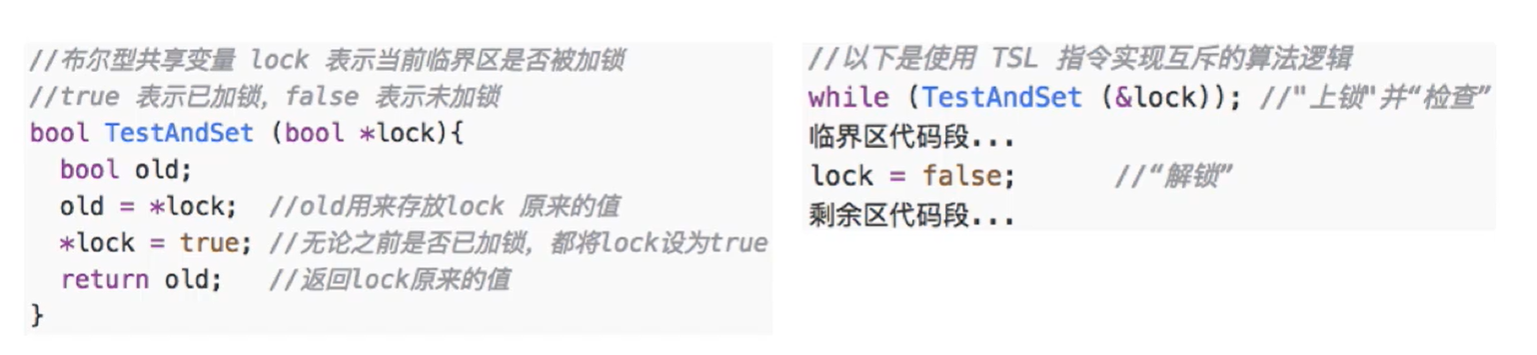 //布尔型共享变量 lock 表示当前临界区是否被加锁
//true 表示已加锁，false 表示未加锁
bool TestAndSet (bool *lock){
  bool old;
  old = *lock;  //old用来存放lock 原来的值
  *lock = true; //无论之前是否已加锁，都将lock设为true
  return old;   //返回lock原来的值
}
//以下是使用 TSL 指令实现互斥的算法逻辑
while (TestAndSet (&lock)); //"上锁"并“检查”
临界区代码段...
lock = false;      //“解锁”
剩余区代码段...